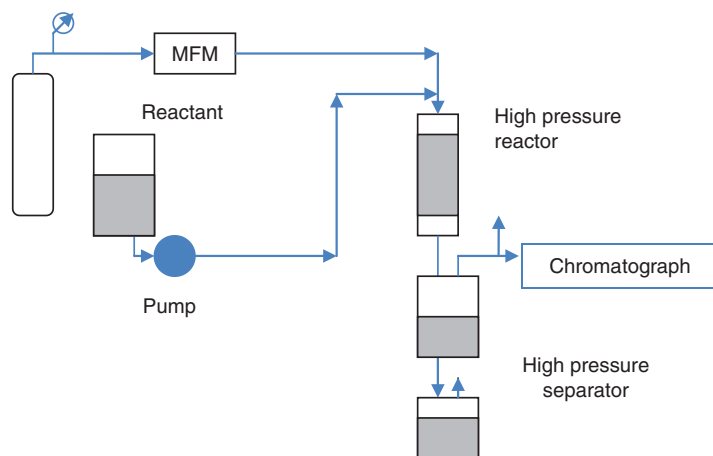 MFM
Reactant
High pressure
reactor
Chromatograph
Pump
High pressure
separator